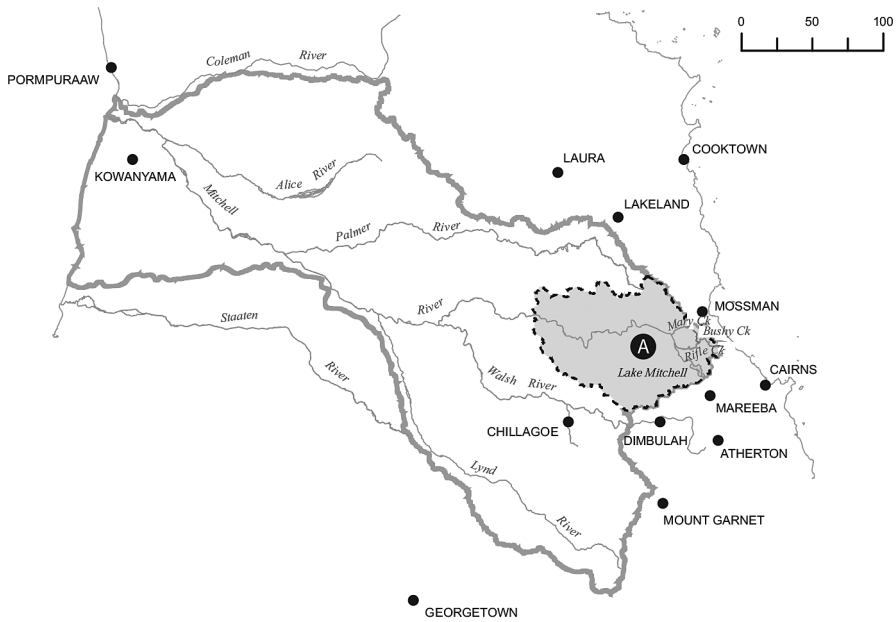 0 50 100
Coleman River
PORMPURAAW
COOKTOWN
LAURA
KOWANYAMA
Alice River
Mitchell
LAKELAND
Palmer River
River
Mary Ck
MOSSMAN
Staaten
Bushy Ck
A
Rifle Ck
River
Walsh River
Lake Mitchell
CAIRNS
MAREEBA
CHILLAGOE
DIMBULAH
ATHERTON
Lynd
River
MOUNT GARNET
GEORGETOWN